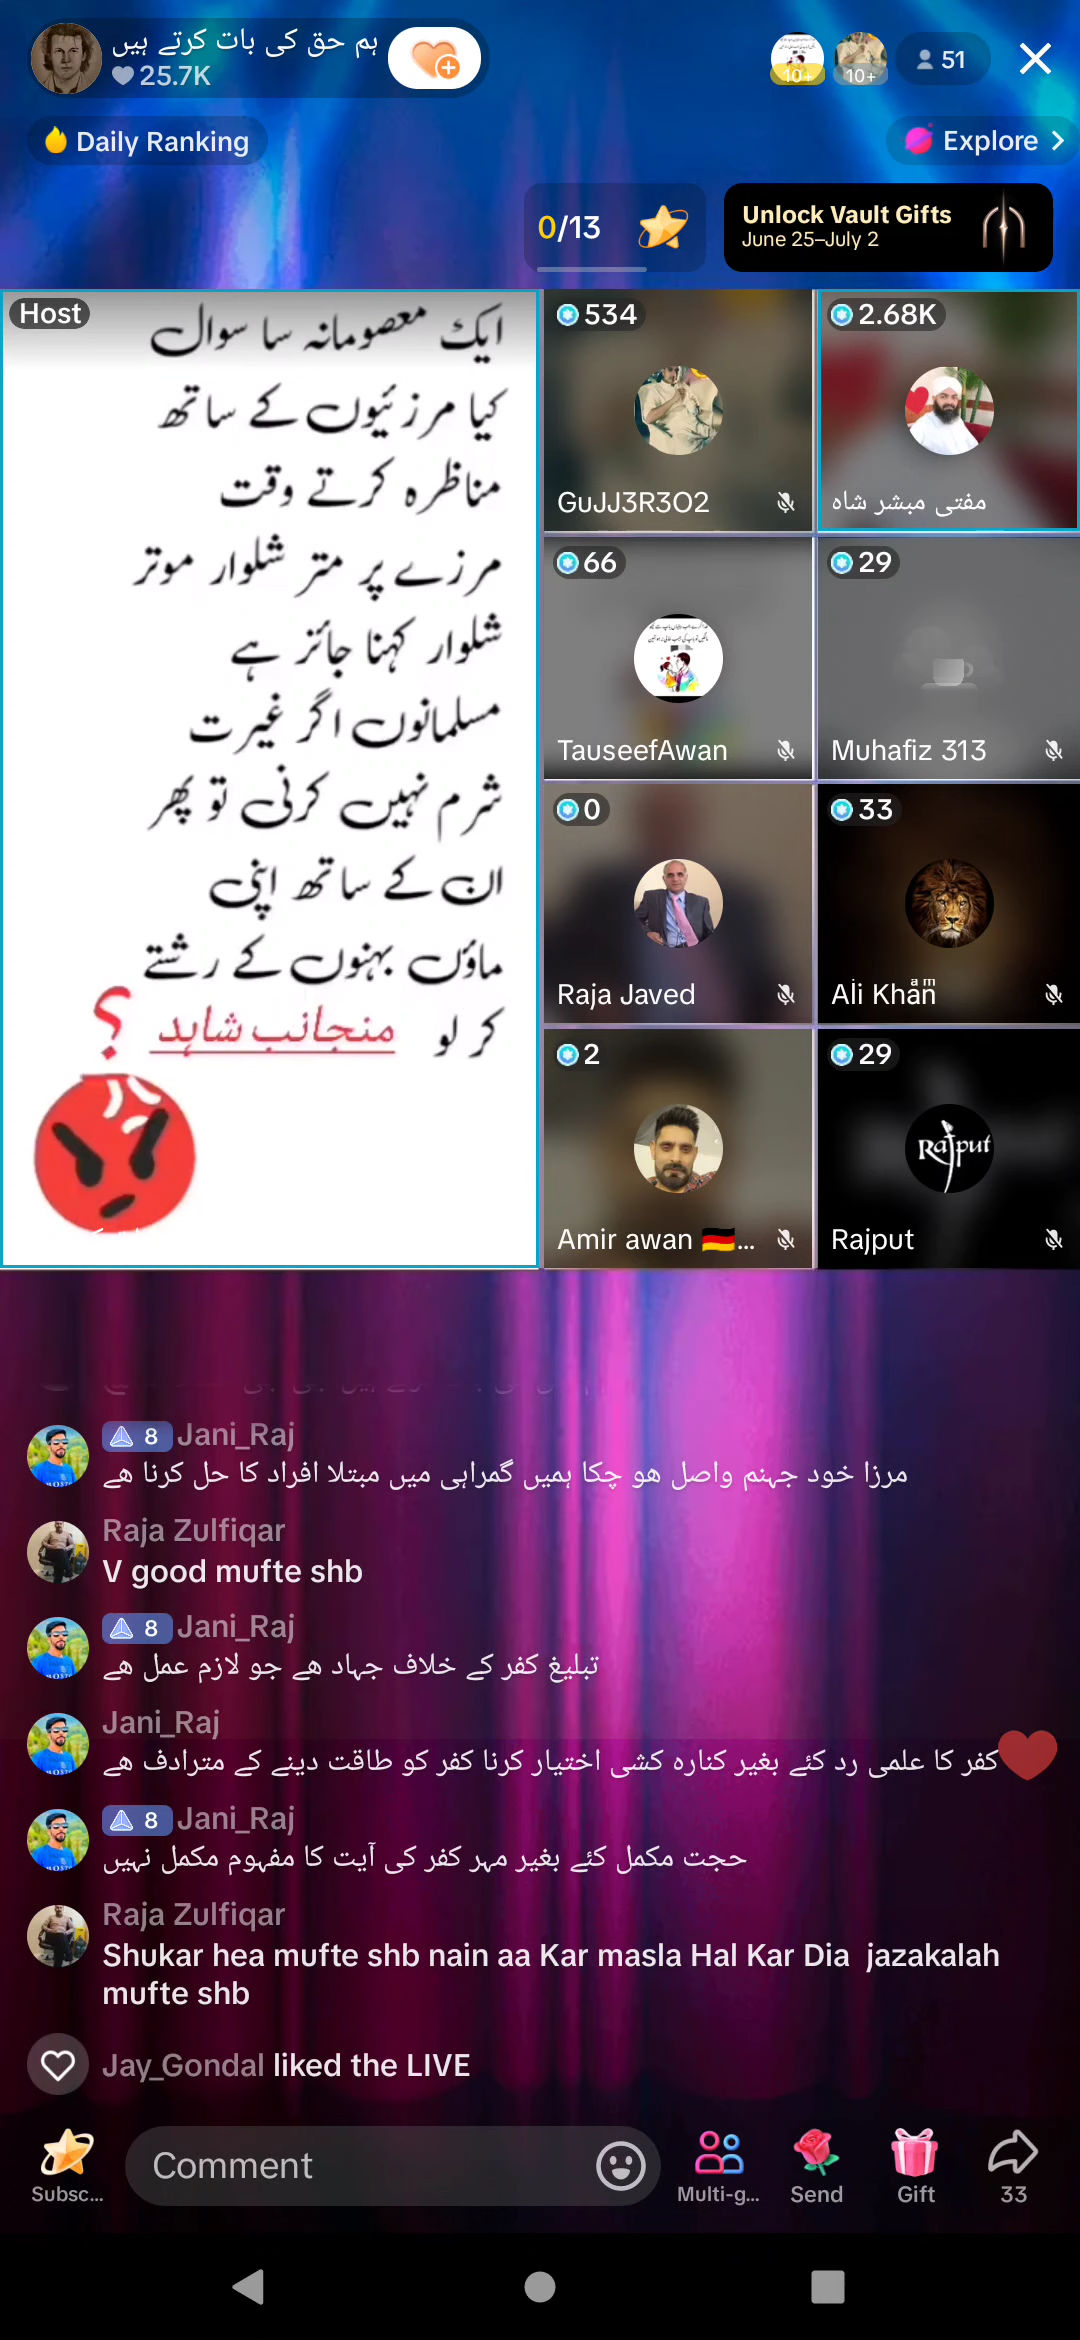 ہم حق کی بات کرتے ہیں
25.7K
10+
10+
51
Daily Ranking
Explore
0/13
Unlock Vault Gifts
June 25–July 2
Host
ایک معصومانہ سا سوال
کیا مرزئیوں کے ساتھ
مناظرہ کرتے وقت
مرزے پر متر شلوار موتر
شلوار کہنا جائز ہے
مسلمانوں اگر غیرت
شرم نہیں کرنی تو پھر
ان کے ساتھ اپنی
ماؤں بہنوں کے رشتے
کر لو منجانب شاہد ؟
534
GuJJ3R3O2
2.68K
مفتی مبشر شاہ
66
TauseefAwan
29
Muhafiz 313
0
Raja Javed
33
Ali Khan
2
Amir awan 🇩🇪...
29
Rajput
Rajput
8 Jani_Raj
مرزا خود جہنم واصل ھو چکا ہمیں گمراہی میں مبتلا افراد کا حل کرنا ھے
Raja Zulfiqar
V good mufte shb
8 Jani_Raj
تبلیغ کفر کے خلاف جہاد ھے جو لازم عمل ھے
Jani_Raj
کفر کا علمی رد کئے بغیر کنارہ کشی اختیار کرنا کفر کو طاقت دینے کے مترادف ھے
8 Jani_Raj
حجت مکمل کئے بغیر مہر کفر کی آیت کا مفہوم مکمل نہیں
Raja Zulfiqar
Shukar hea mufte shb nain aa Kar masla Hal Kar Dia jazakalah
mufte shb
Jay_Gondal liked the LIVE
Comment
Subsc...
Multi-g...
Send
Gift
33